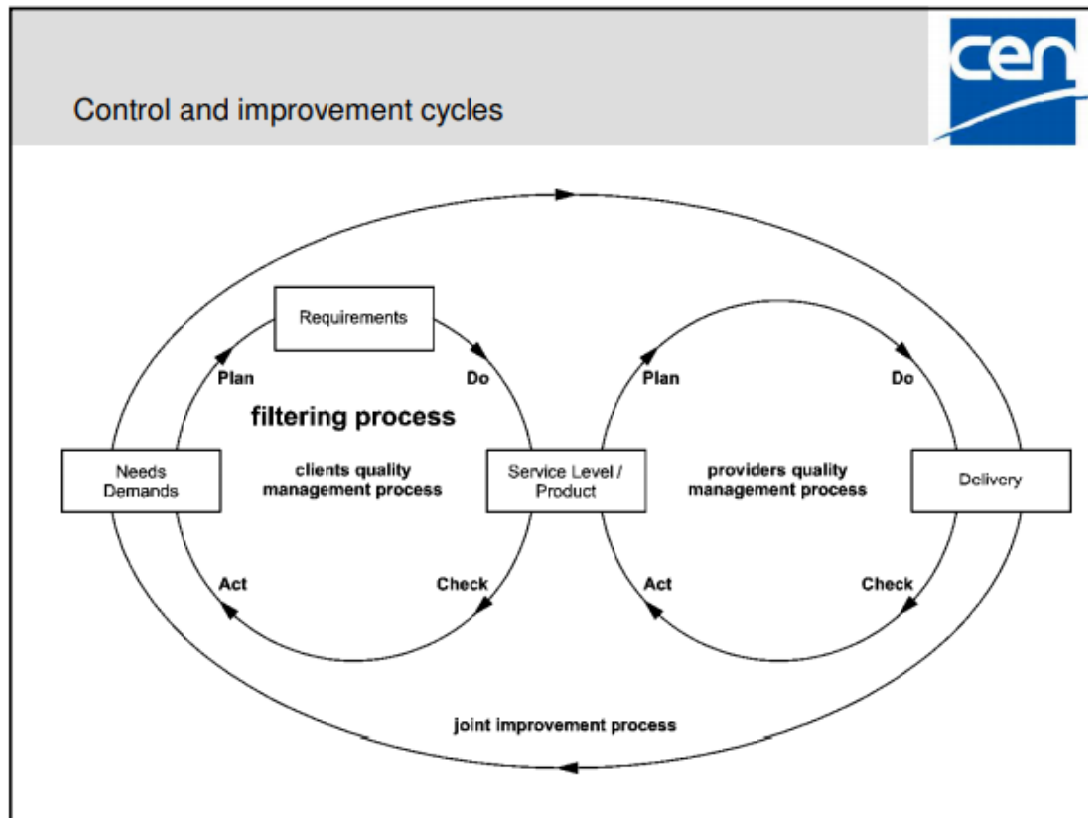 cen
Control and improvement cycles
Requirements
Plan
Do
Plan
Do
filtering process
Needs
Demands
clients quality
management process
Service Level /
Product
providers quality
management process
Delivery
Act
Check
Act
Check
joint improvement process